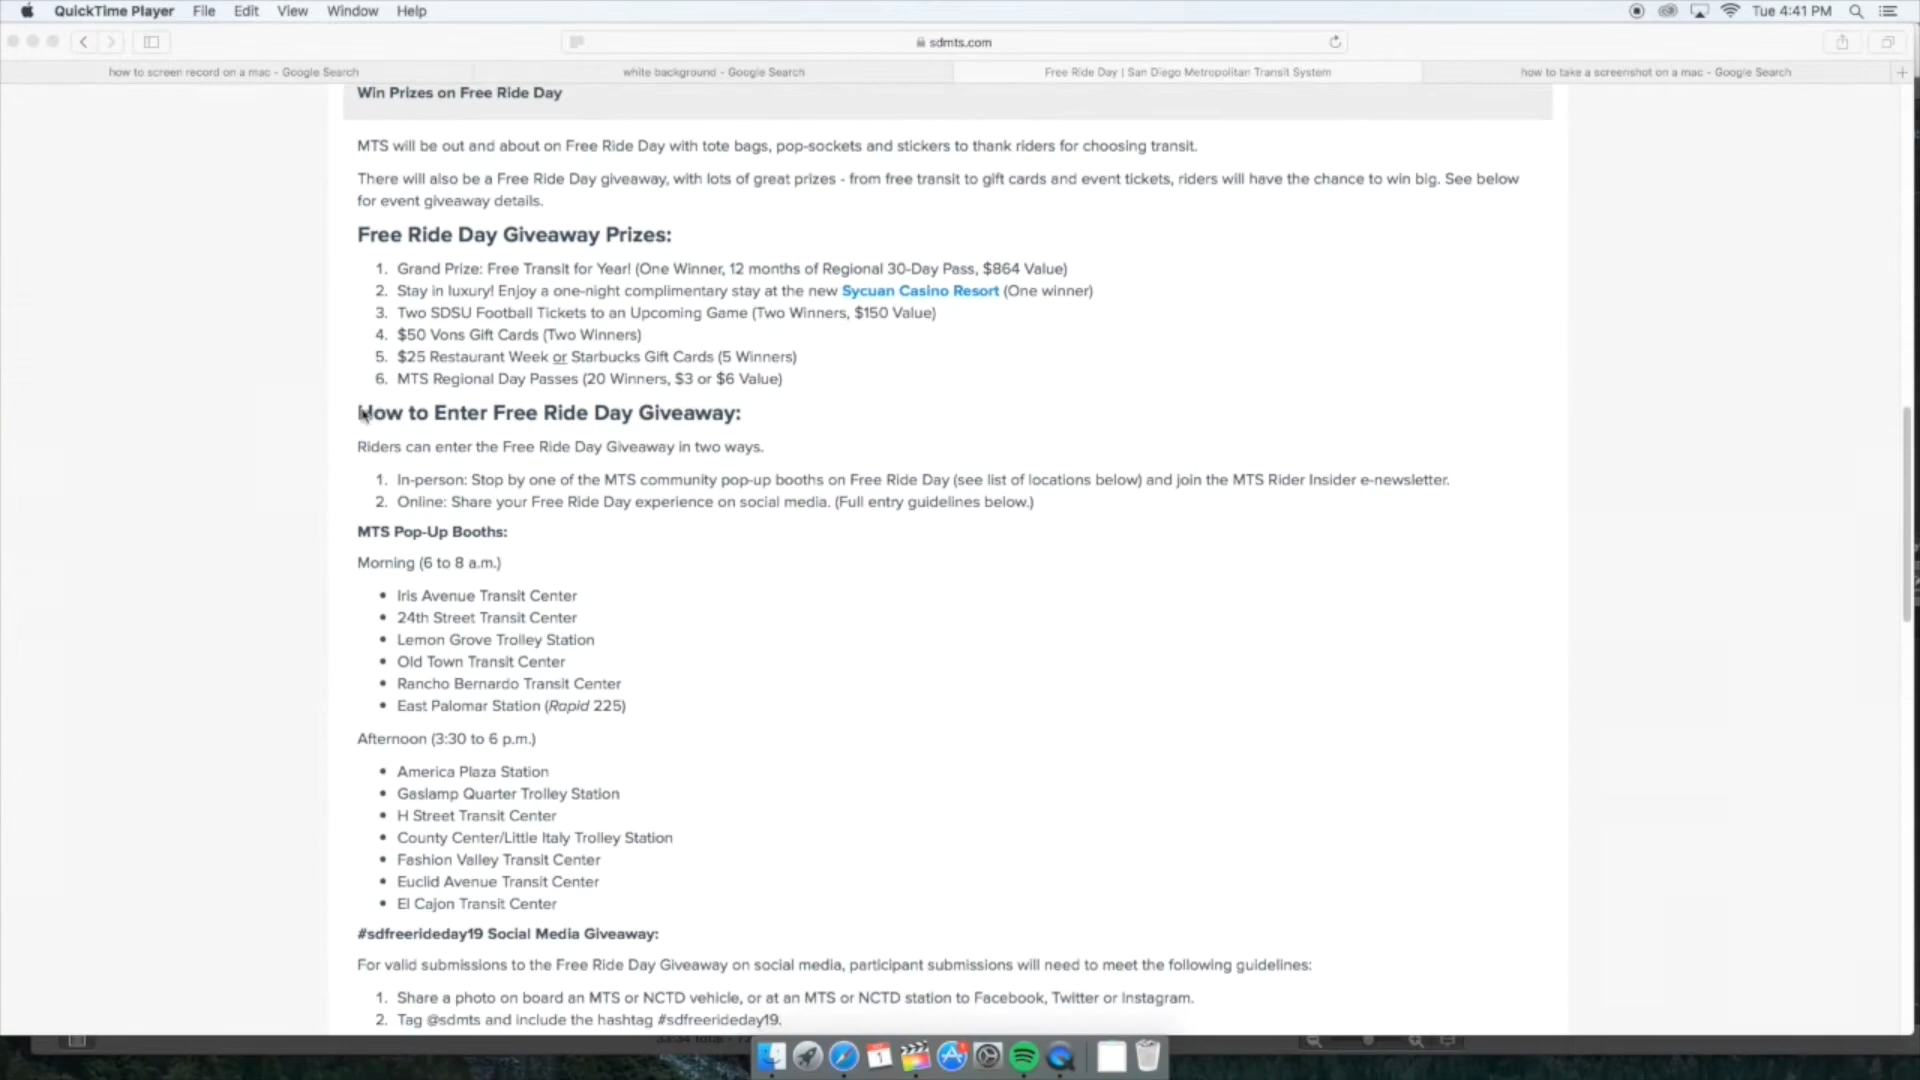 QuickTime Player File Edit View Window Help Tue 4:41 PM
sdmts.com
how to screen record on a mac - Google Search white background - Google Search Free Ride Day | San Diego Metropolitan Transit System how to take a screenshot on a mac - Google Search
Win Prizes on Free Ride Day
MTS will be out and about on Free Ride Day with tote bags, pop-sockets and stickers to thank riders for choosing transit.
There will also be a Free Ride Day giveaway, with lots of great prizes - from free transit to gift cards and event tickets, riders will have the chance to win big. See below
for event giveaway details.
Free Ride Day Giveaway Prizes:
1. Grand Prize: Free Transit for Year! (One Winner, 12 months of Regional 30-Day Pass, $864 Value)
2. Stay in luxury! Enjoy a one-night complimentary stay at the new Sycuan Casino Resort (One winner)
3. Two SDSU Football Tickets to an Upcoming Game (Two Winners, $150 Value)
4. $50 Vons Gift Cards (Two Winners)
5. $25 Restaurant Week or Starbucks Gift Cards (5 Winners)
6. MTS Regional Day Passes (20 Winners, $3 or $6 Value)
How to Enter Free Ride Day Giveaway:
Riders can enter the Free Ride Day Giveaway in two ways.
1. In-person: Stop by one of the MTS community pop-up booths on Free Ride Day (see list of locations below) and join the MTS Rider Insider e-newsletter.
2. Online: Share your Free Ride Day experience on social media. (Full entry guidelines below.)
MTS Pop-Up Booths:
Morning (6 to 8 a.m.)
• Iris Avenue Transit Center
• 24th Street Transit Center
• Lemon Grove Trolley Station
• Old Town Transit Center
• Rancho Bernardo Transit Center
• East Palomar Station (Rapid 225)
Afternoon (3:30 to 6 p.m.)
• America Plaza Station
• Gaslamp Quarter Trolley Station
• H Street Transit Center
• County Center/Little Italy Trolley Station
• Fashion Valley Transit Center
• Euclid Avenue Transit Center
• El Cajon Transit Center
#sdfreerideday19 Social Media Giveaway:
For valid submissions to the Free Ride Day Giveaway on social media, participant submissions will need to meet the following guidelines:
1. Share a photo on board an MTS or NCTD vehicle, or at an MTS or NCTD station to Facebook, Twitter or Instagram.
2. Tag @sdmts and include the hashtag #sdfreerideday19.